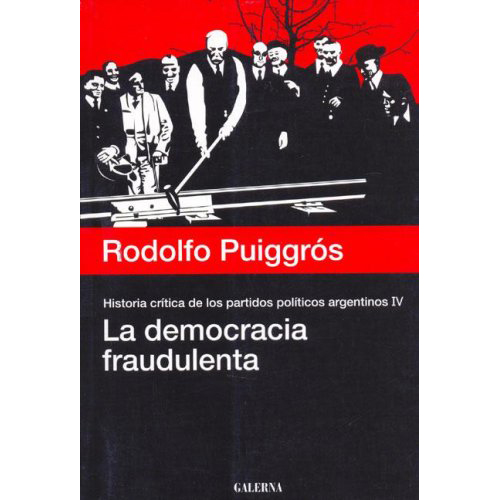 Rodolfo Puiggrós
Historia crítica de los partidos políticos argentinos IV
La democracia
fraudulenta
GALERNA